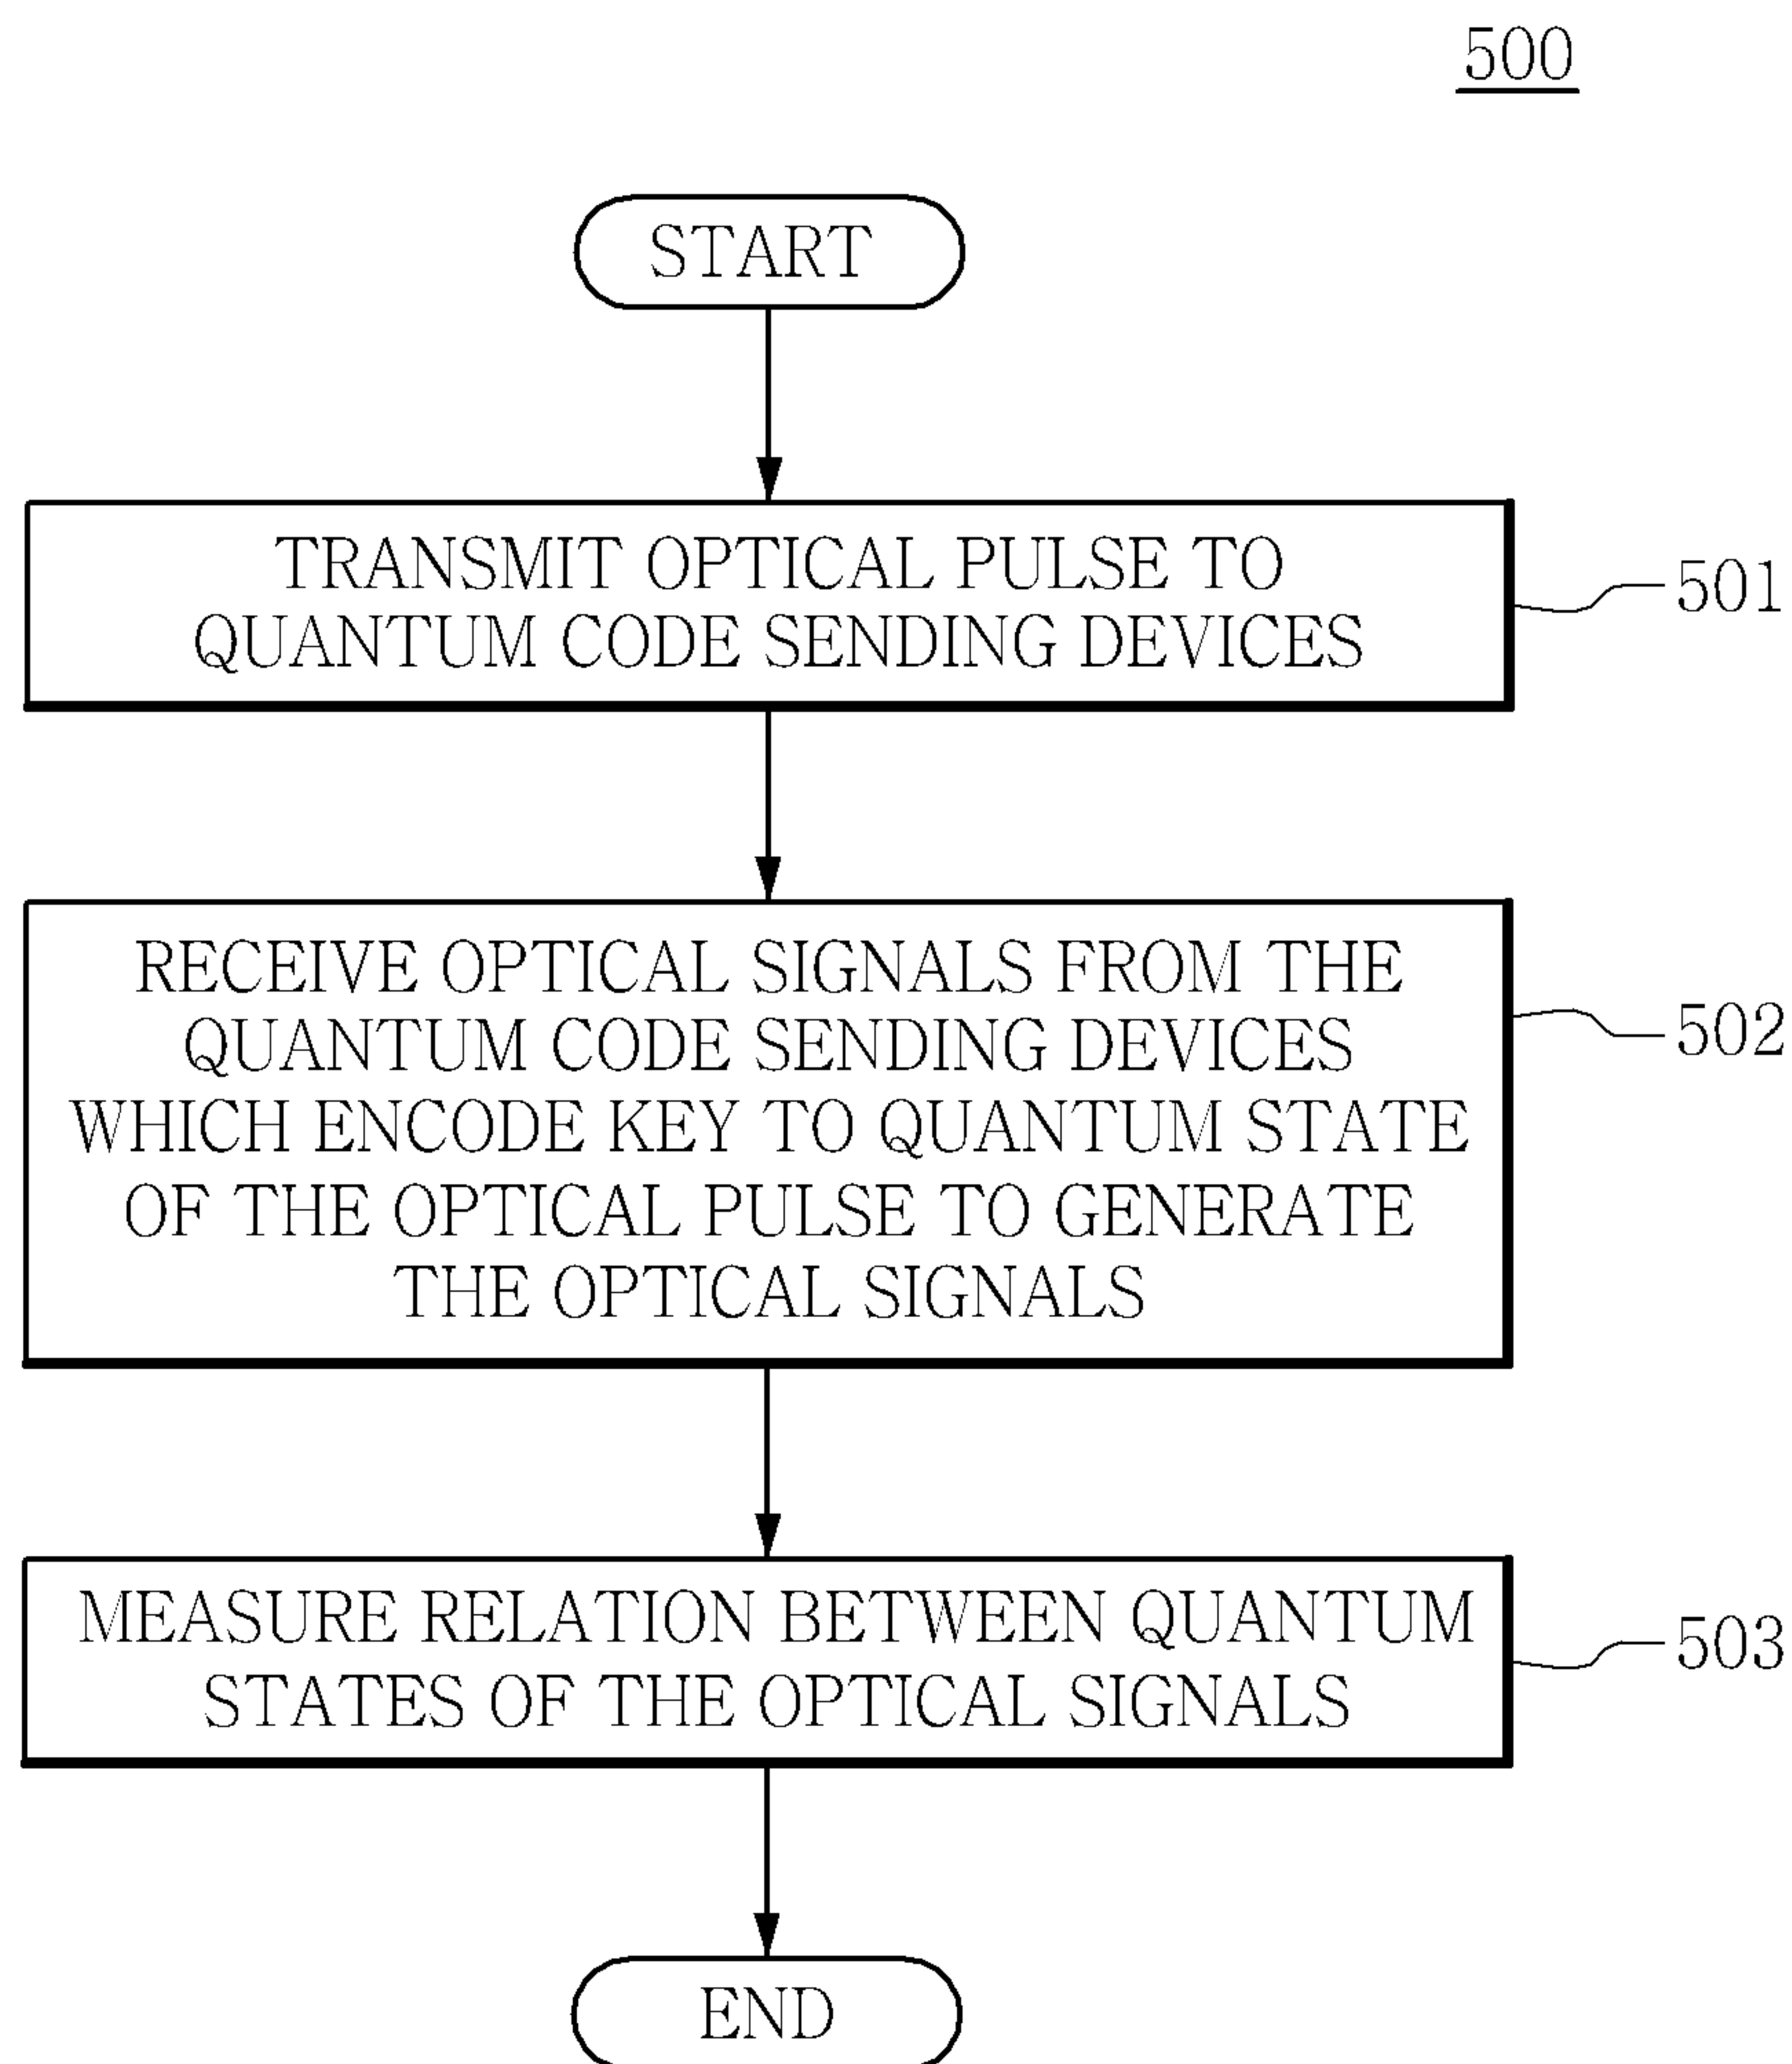 500
START
TRANSMIT OPTICAL PULSE TO
QUANTUM CODE SENDING DEVICES
501
RECEIVE OPTICAL SIGNALS FROM THE
QUANTUM CODE SENDING DEVICES
WHICH ENCODE KEY TO QUANTUM STATE
OF THE OPTICAL PULSE TO GENERATE
THE OPTICAL SIGNALS
502
MEASURE RELATION BETWEEN QUANTUM
STATES OF THE OPTICAL SIGNALS
503
END